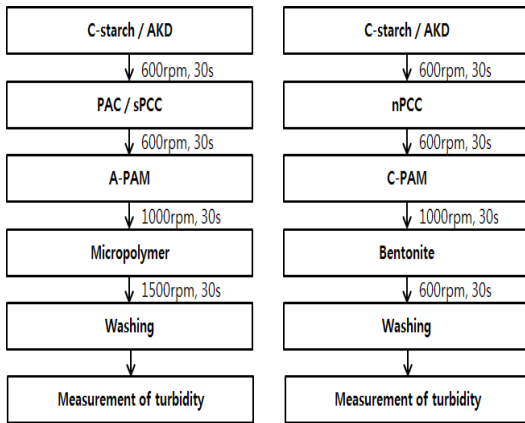 C-starch / AKD
600rpm, 30s
PAC / sPCC
600rpm, 30s
A-PAM
1000rpm, 30s
Micropolymer
1500rpm, 30s
Washing
Measurement of turbidity
C-starch / AKD
600rpm, 30s
nPCC
600rpm, 30s
C-PAM
1000rpm, 30s
Bentonite
600rpm, 30s
Washing
Measurement of turbidity